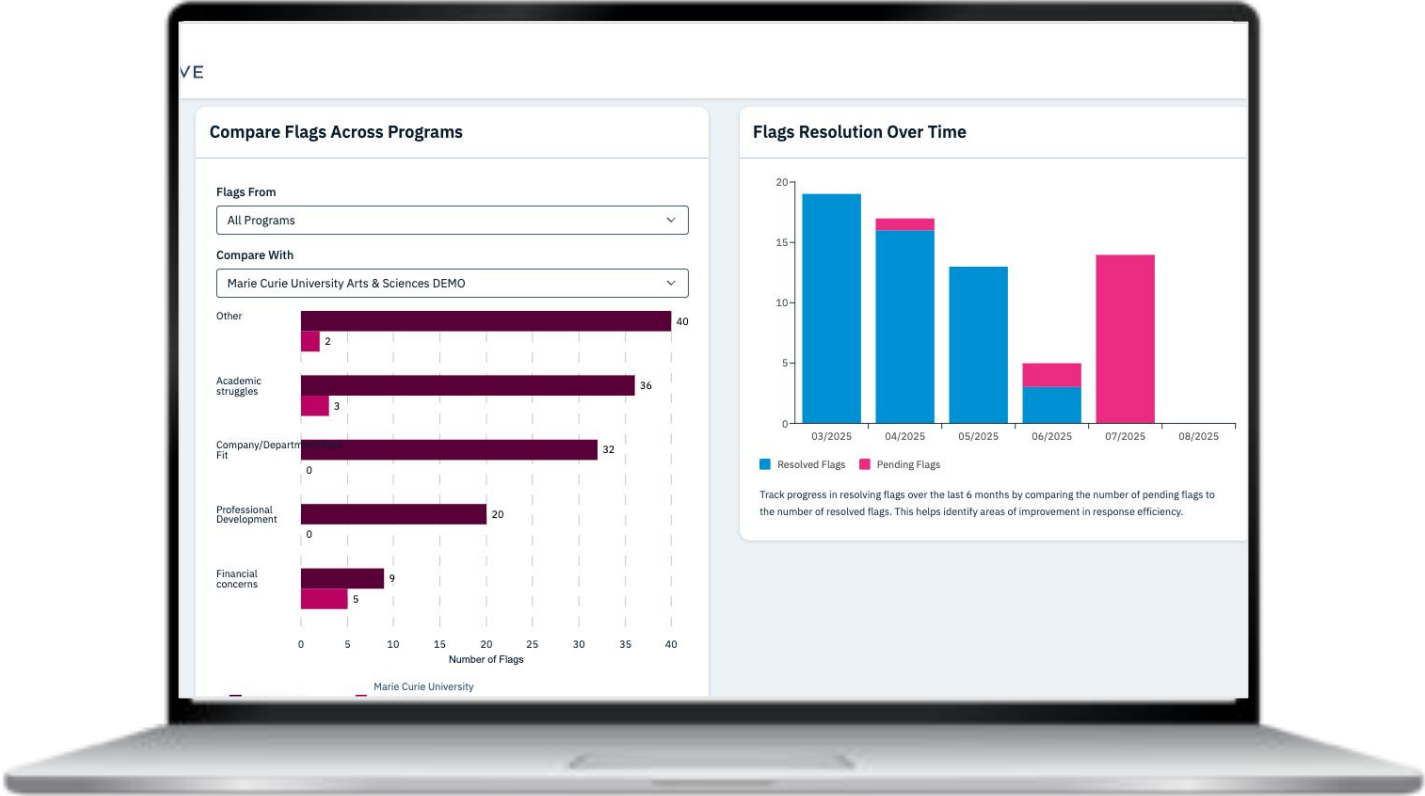 VE
Compare Flags Across Programs
Flags From
All Programs
Compare With
Marie Curie University Arts & Sciences DEMO
Other
40
2
Academic
struggles
36
3
Company/Departm
Fit
32
0
Professional
Development
20
0
Financial
concerns
9
5
0 5 10 15 20 25 30 35 40
Number of Flags
Marie Curie University
Flags Resolution Over Time
20
15
10
5
0
03/2025 04/2025 05/2025 06/2025 07/2025 08/2025
Resolved Flags Pending Flags
Track progress in resolving flags over the last 6 months by comparing the number of pending flags to
the number of resolved flags. This helps identify areas of improvement in response efficiency.